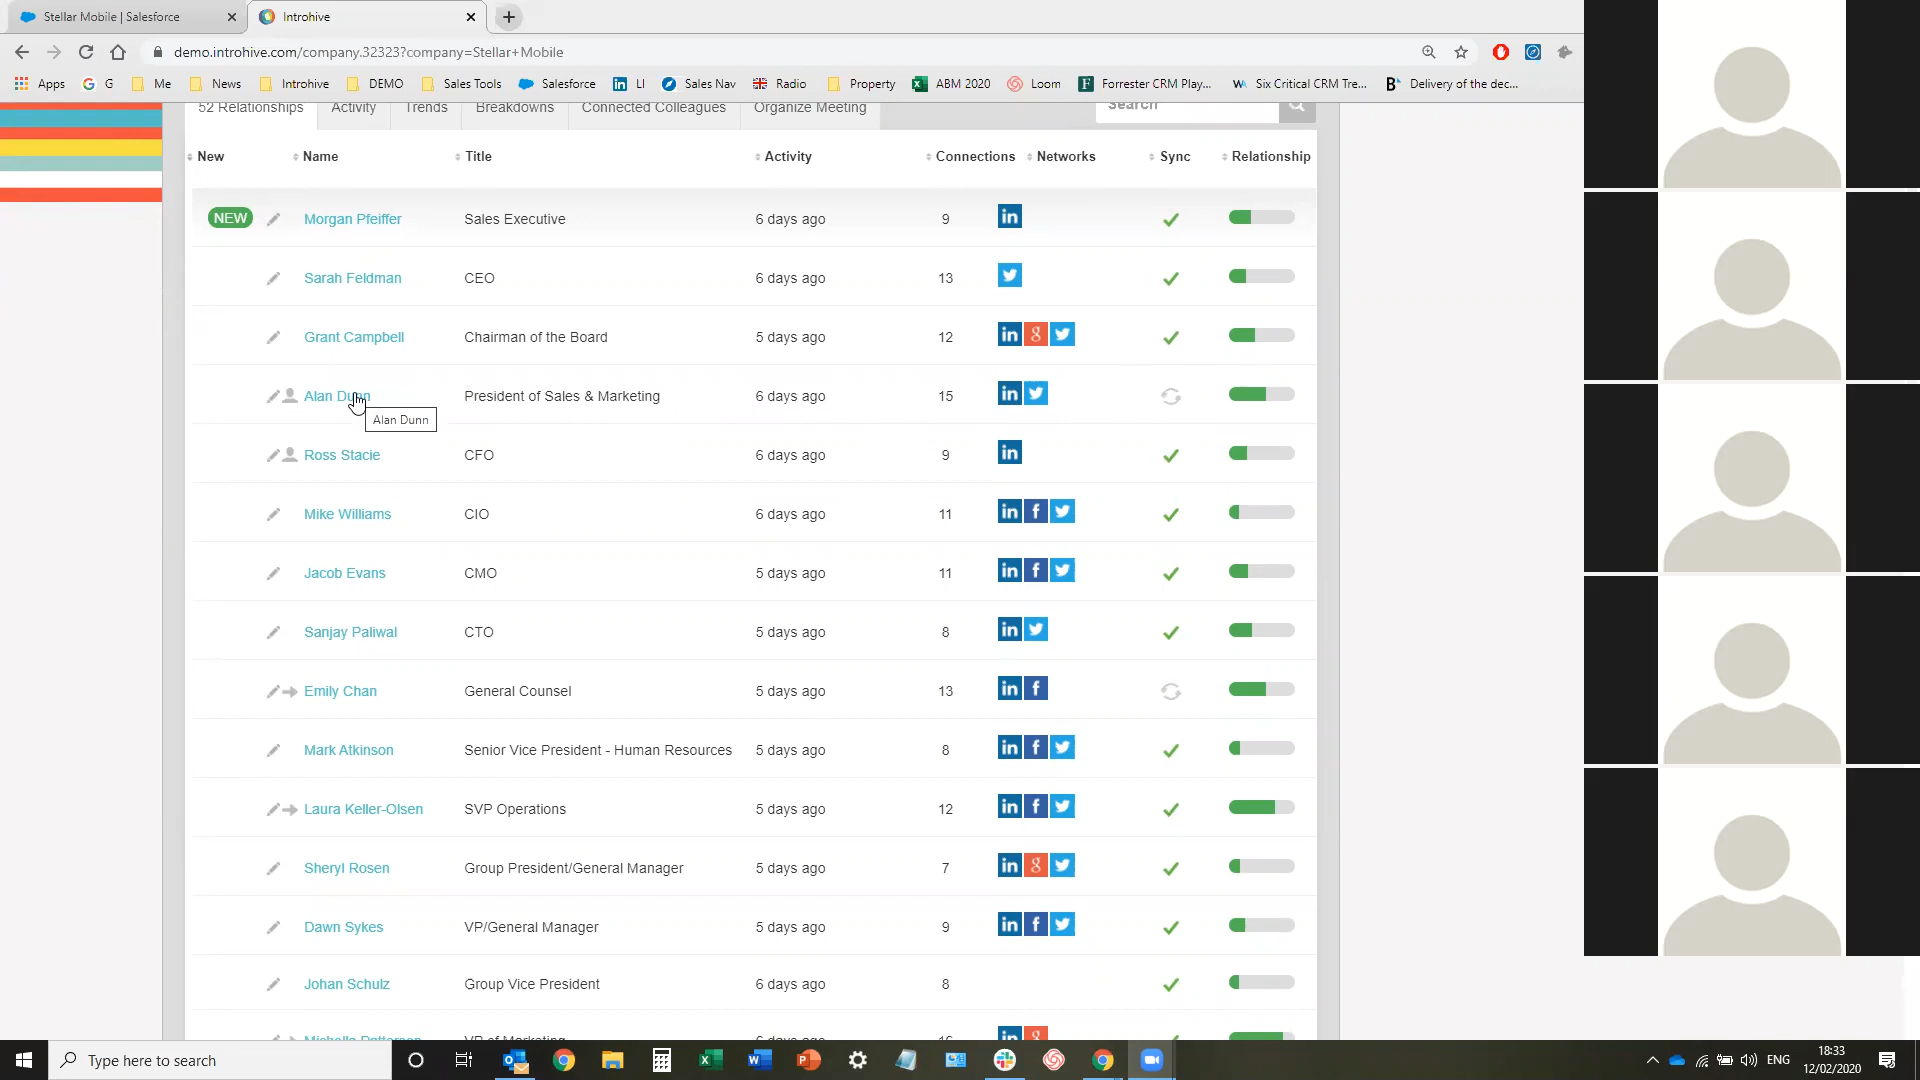 Stellar Mobile | Salesforce
Introhive
demo.introhive.com/company.32323?company=Stellar+Mobile
Apps G Me News Introhive DEMO Sales Tools Salesforce LI Sales Nav Radio Property ABM 2020 Loom Forrester CRM Play... Six Critical CRM Tre... Delivery of the dec...
52 Relationships Activity Trends Breakdowns Connected Colleagues Organize Meeting Search
New Name Title Activity Connections Networks Sync Relationship
NEW Morgan Pfeiffer Sales Executive 6 days ago 9
Sarah Feldman CEO 6 days ago 13
Grant Campbell Chairman of the Board 5 days ago 12
Alan Dunn President of Sales & Marketing 6 days ago 15
Alan Dunn
Ross Stacie CFO 6 days ago 9
Mike Williams CIO 6 days ago 11
Jacob Evans CMO 5 days ago 11
Sanjay Paliwal CTO 5 days ago 8
Emily Chan General Counsel 5 days ago 13
Mark Atkinson Senior Vice President - Human Resources 5 days ago 8
Laura Keller-Olsen SVP Operations 5 days ago 12
Sheryl Rosen Group President/General Manager 5 days ago 7
Dawn Sykes VP/General Manager 5 days ago 9
Johan Schulz Group Vice President 6 days ago 8
VP of Marketing 6 days ago 16
Type here to search
ENG
18:33
12/02/2020